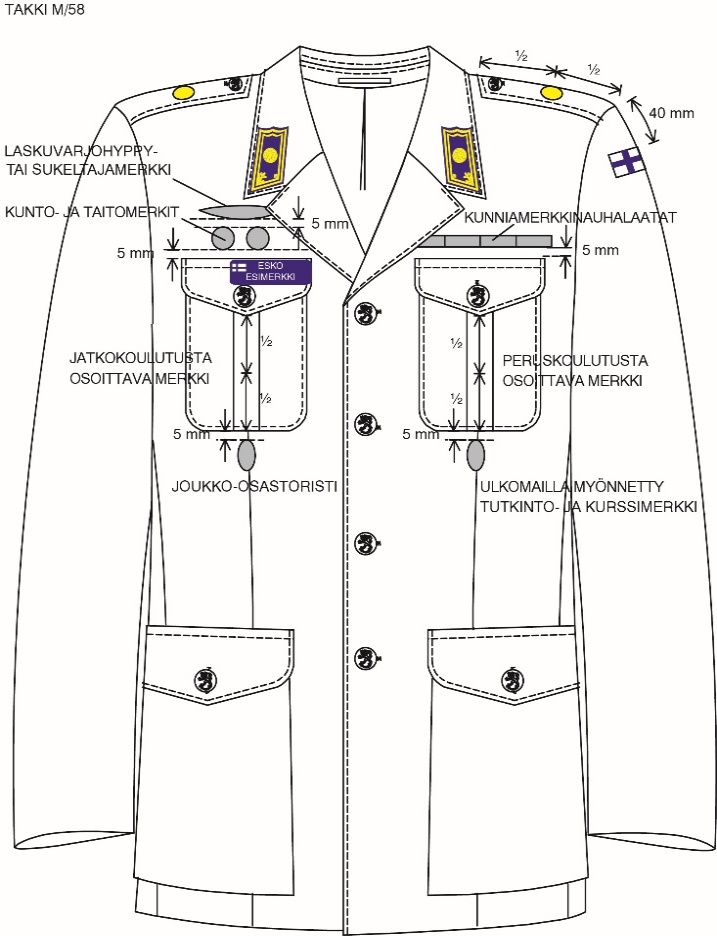 TAKKI M/58
½
½
40 mm
LASKUVARJOHYPPY-
TAI SUKELTAJAMERKKI
KUNTO- JA TAITOMERKIT
5 mm
KUNNIAMERKKINAUHALAATAT
5 mm
5 mm
ESKO
ESIMERKKI
½
½
JATKOKOULUTUSTA
OSOITTAVA MERKKI
PERUSKOULUTUSTA
OSOITTAVA MERKKI
½
½
5 mm
5 mm
JOUKKO-OSASTORISTI
ULKOMAILLA MYÖNNETTY
TUTKINTO- JA KURSSIMERKKI